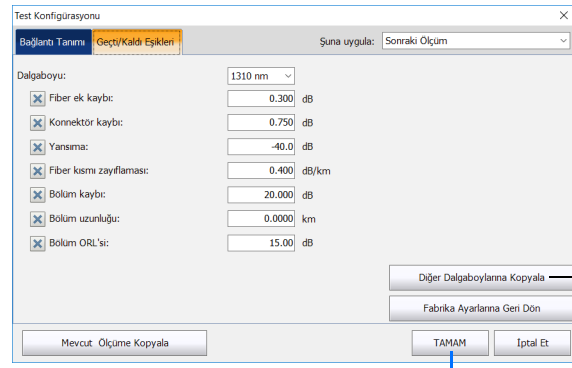 Test Konfigürasyonu
Bağlantı Tanımı Geçti/Kaldı Eşikleri Şuna uygula: Sonraki Ölçüm
Dalgaboyu: 1310 nm
Fiber ek kaybı: 0.300 dB
Konnektör kaybı: 0.750 dB
Yansıma: -40.0 dB
Fiber kısmı zayıflaması: 0.400 dB/km
Bölüm kaybı: 20.000 dB
Bölüm uzunluğu: 0.0000 km
Bölüm ORL'si: 15.00 dB
Diğer Dalgaboylarına Kopyala
Fabrika Ayarlarına Geri Dön
Mevcut Ölçüme Kopyala TAMAM İptal Et